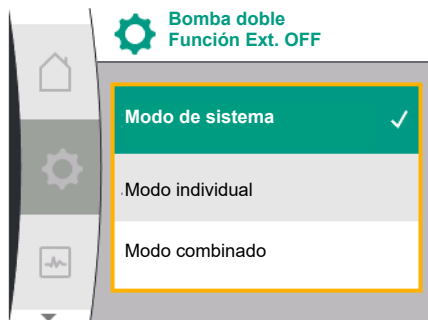 Bomba doble
Función Ext. OFF
Modo de sistema
Modo individual
Modo combinado